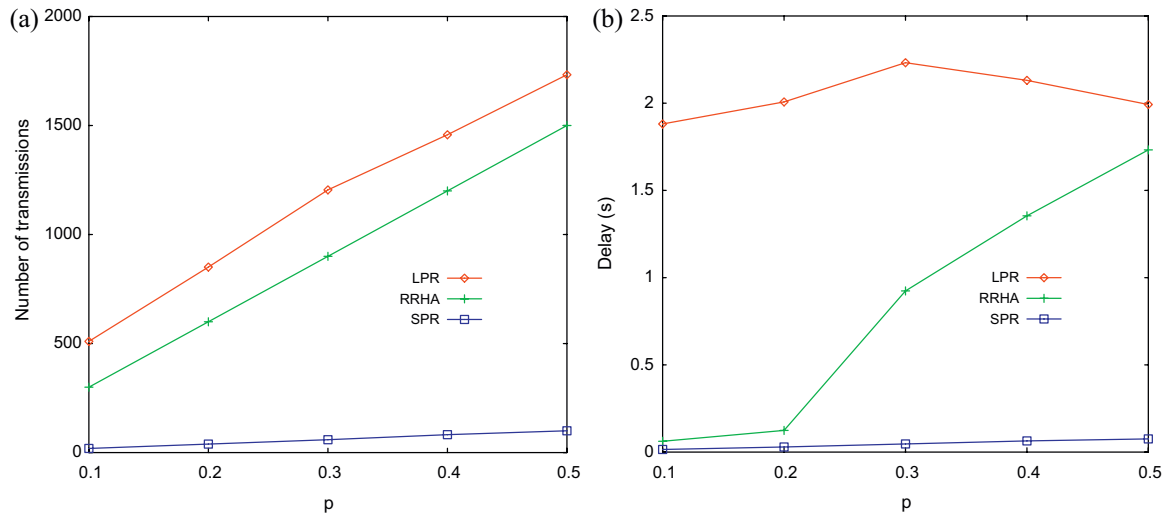 (a)
2000
1500
1000
500
0
Number of transmissions
LPR
RRHA
SPR
0.1 0.2 0.3 0.4 0.5
p
(b)
2.5
2
1.5
1
0.5
0
Delay (s)
LPR
RRHA
SPR
0.1 0.2 0.3 0.4 0.5
p